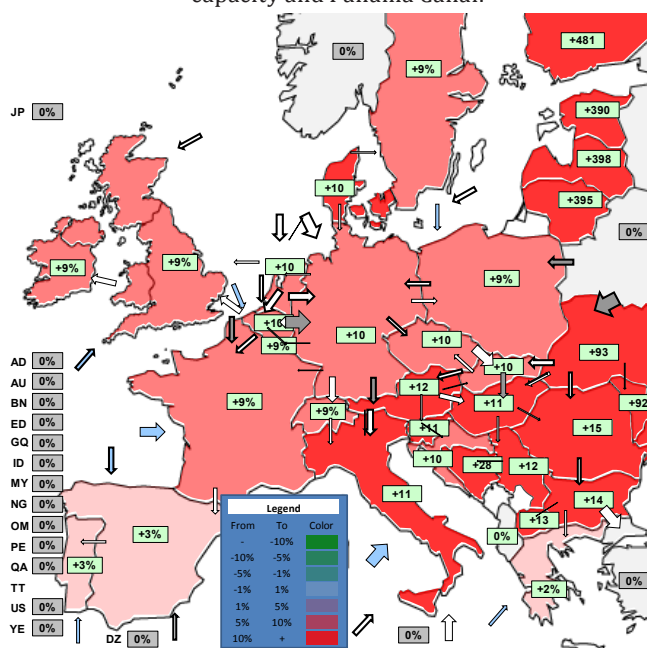 capacity and Panama Canal.
0%
+9%
+481
JP 0%
+390
+398
+10
+395
0%
+9%
+9%
+10
+9%
+10
+10
+10
+9%
+10
+93
AD 0%
+12
AU 0%
+9%
+9%
+11
+92
BN 0%
+11
+15
ED 0%
GQ 0%
+10
+28
+12
ID 0%
MY 0%
+11
+14
NG 0%
Legend
+13
OM 0%
+3%
From To Color
0%
PE 0%
- -10%
QA 0%
+3%
-10% -5%
0%
TT
-5% -1%
+2%
-1% 1%
US 0%
1% 5%
YE 0%
5% 10%
DZ 0%
10% +
0%